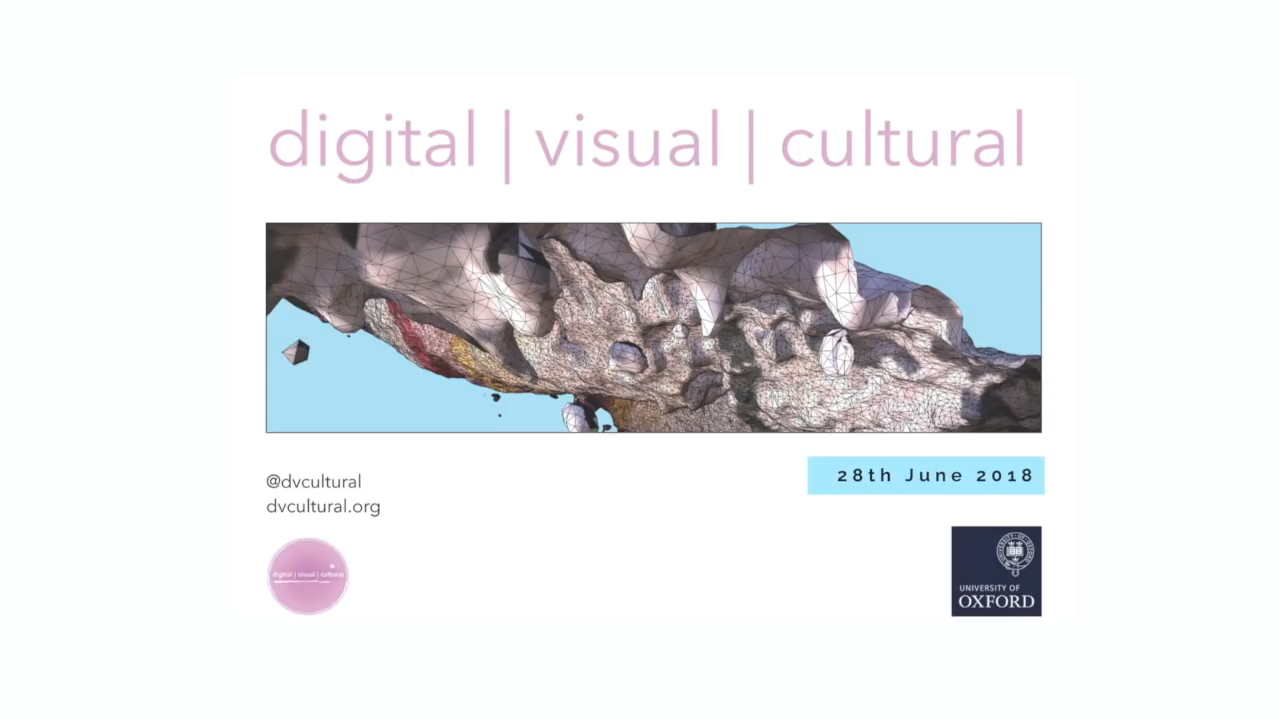 digital | visual | cultural
@dvcultural
dvcultural.org
28th June 2018
digital | visual | cultural
UNIVERSITY OF
OXFORD